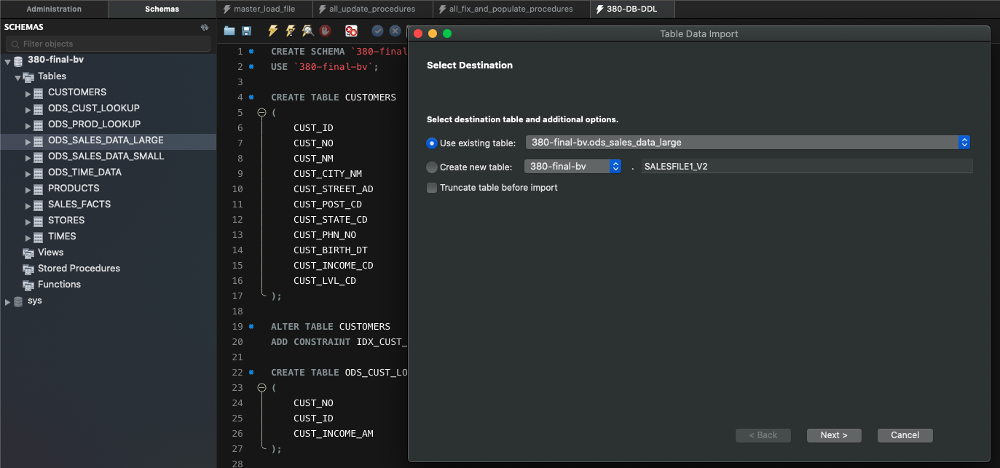 Administration
Schemas
master_load_file
all_update_procedures
all_fix_and_populate_procedures
380-DB-DDL
SCHEMAS
Filter objects
380-final-bv
Tables
CUSTOMERS
ODS_CUST_LOOKUP
ODS_PROD_LOOKUP
ODS_SALES_DATA_LARGE
ODS_SALES_DATA_SMALL
ODS_TIME_DATA
PRODUCTS
SALES_FACTS
STORES
TIMES
Views
Stored Procedures
Functions
sys
1 CREATE SCHEMA `380-final
2 USE `380-final-bv`;
3
4 CREATE TABLE CUSTOMERS
5 (
6 CUST_ID
7 CUST_NO
8 CUST_NM
9 CUST_CITY_NM
10 CUST_STREET_AD
11 CUST_POST_CD
12 CUST_STATE_CD
13 CUST_PHN_NO
14 CUST_BIRTH_DT
15 CUST_INCOME_CD
16 CUST_LVL_CD
17 );
18
19 ALTER TABLE CUSTOMERS
20 ADD CONSTRAINT IDX_CUST_
21
22 CREATE TABLE ODS_CUST_LO
23 (
24 CUST_NO
25 CUST_ID
26 CUST_INCOME_AM
27 );
28
Table Data Import
Select Destination
Select destination table and additional options.
Use existing table: 380-final-bv.ods_sales_data_large
Create new table: 380-final-bv . SALESFILE1_V2
Truncate table before import
< Back Next > Cancel